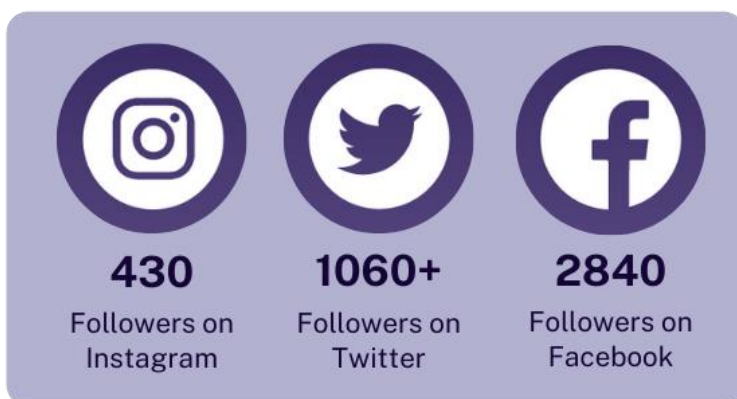 430
Followers on
Instagram
1060+
Followers on
Twitter
2840
Followers on
Facebook